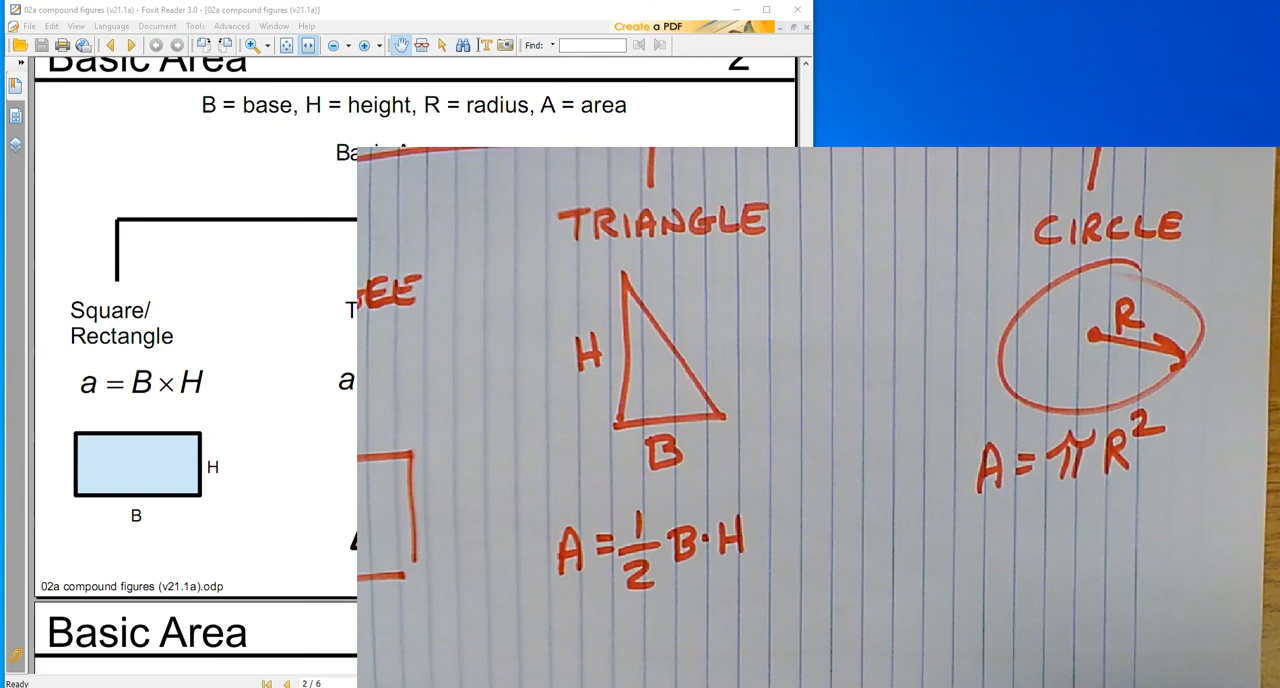 02a compound figures (v21.1a) - Foxit Reader 3.0 - [02a compound figures (v21.1a)]
File Edit View Language Document Tools Advanced Window Help
Create a PDF
Find:
Basic Area 2
B = base, H = height, R = radius, A = area
Square/
Rectangle
a = B × H
H
B
02a compound figures (v21.1a).odp
Basic Area
Ready
2 / 6
TRIANGLE
H
B
A = 1/2 B · H
CIRCLE
R
A = π R²